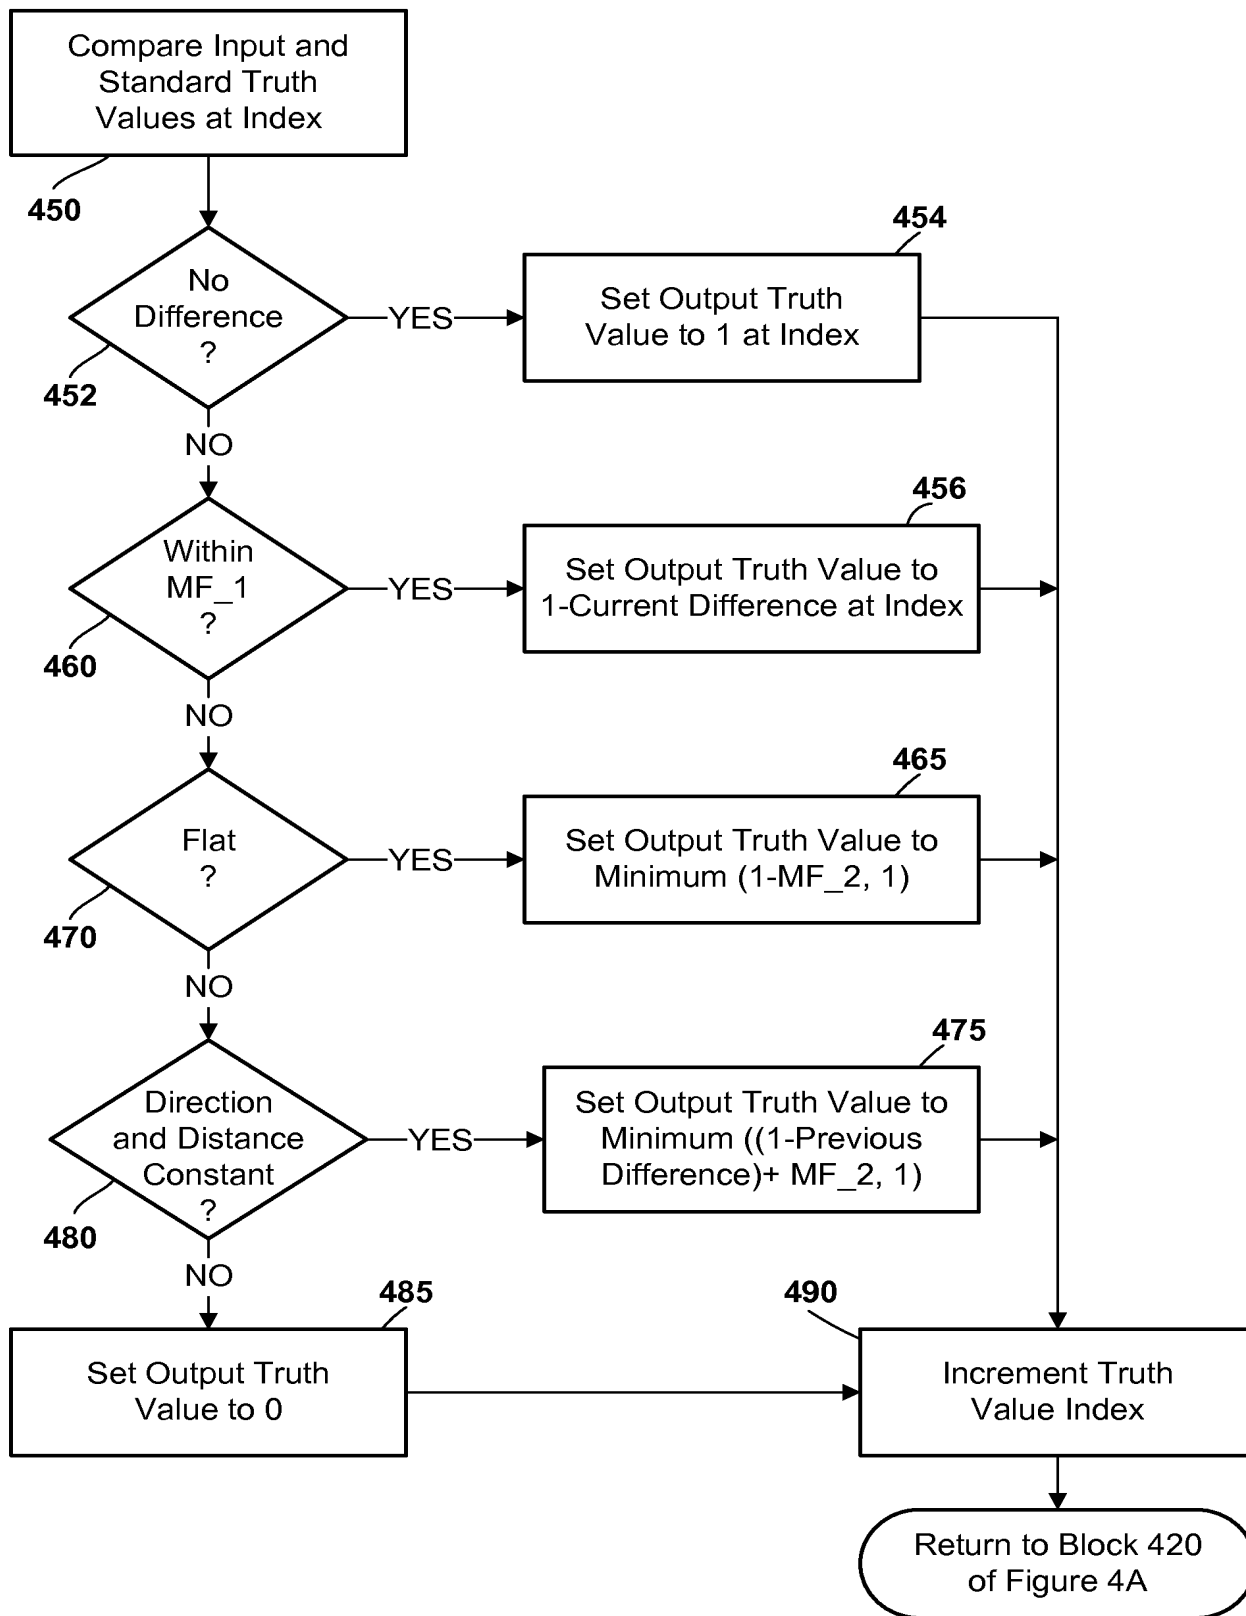 Compare Input and
Standard Truth
Values at Index
450
No
Difference
?
452
YES
454
Set Output Truth
Value to 1 at Index
NO
Within
MF_1
?
460
YES
456
Set Output Truth Value to
1-Current Difference at Index
NO
Flat
?
470
YES
465
Set Output Truth Value to
Minimum (1-MF_2, 1)
NO
Direction
and Distance
Constant
?
480
YES
475
Set Output Truth Value to
Minimum ((1-Previous
Difference)+ MF_2, 1)
NO
485
Set Output Truth
Value to 0
490
Increment Truth
Value Index
Return to Block 420
of Figure 4A